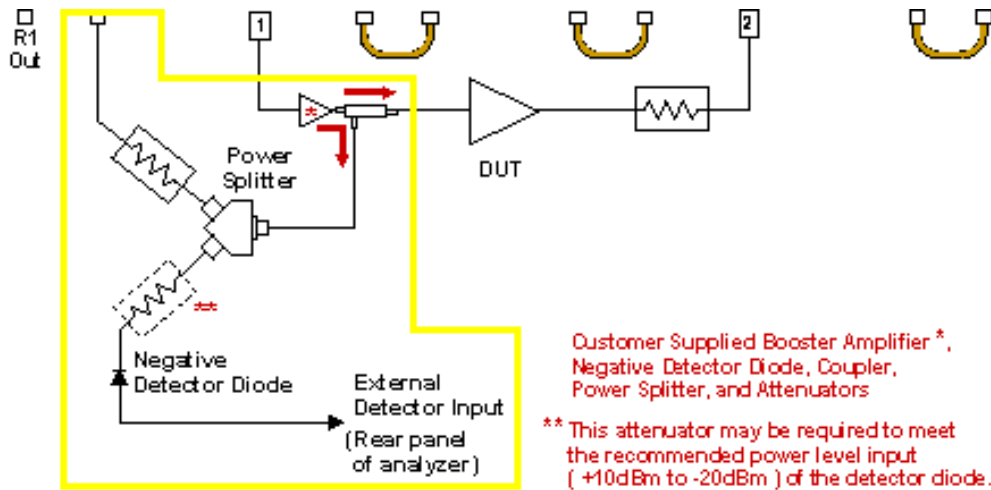 R1
Out
1
2
*
Power
Splitter
DUT
**
Negative
Detector Diode
External
Detector Input
(Rear panel
of analyzer)
Customer Supplied Booster Amplifier *,
Negative Detector Diode, Coupler,
Power Splitter, and Attenuators
** This attenuator may be required to meet
the recommended power level input
( +10dBm to -20dBm ) of the detector diode.